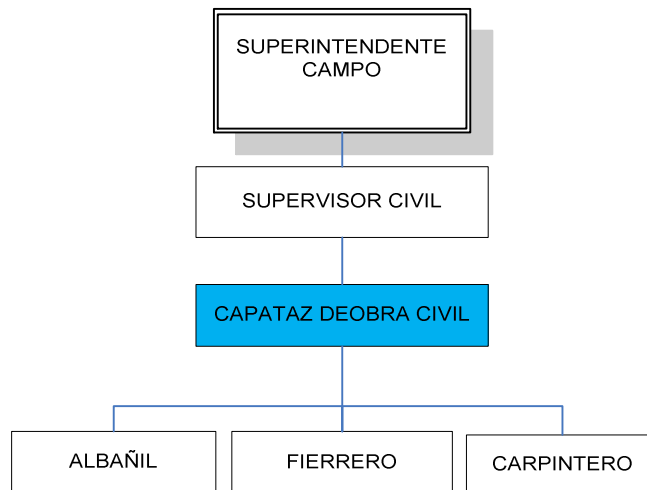 SUPERINTENDENTE
CAMPO
SUPERVISOR CIVIL
CAPATAZ DEOBRA CIVIL
ALBAÑIL
FIERRERO
CARPINTERO